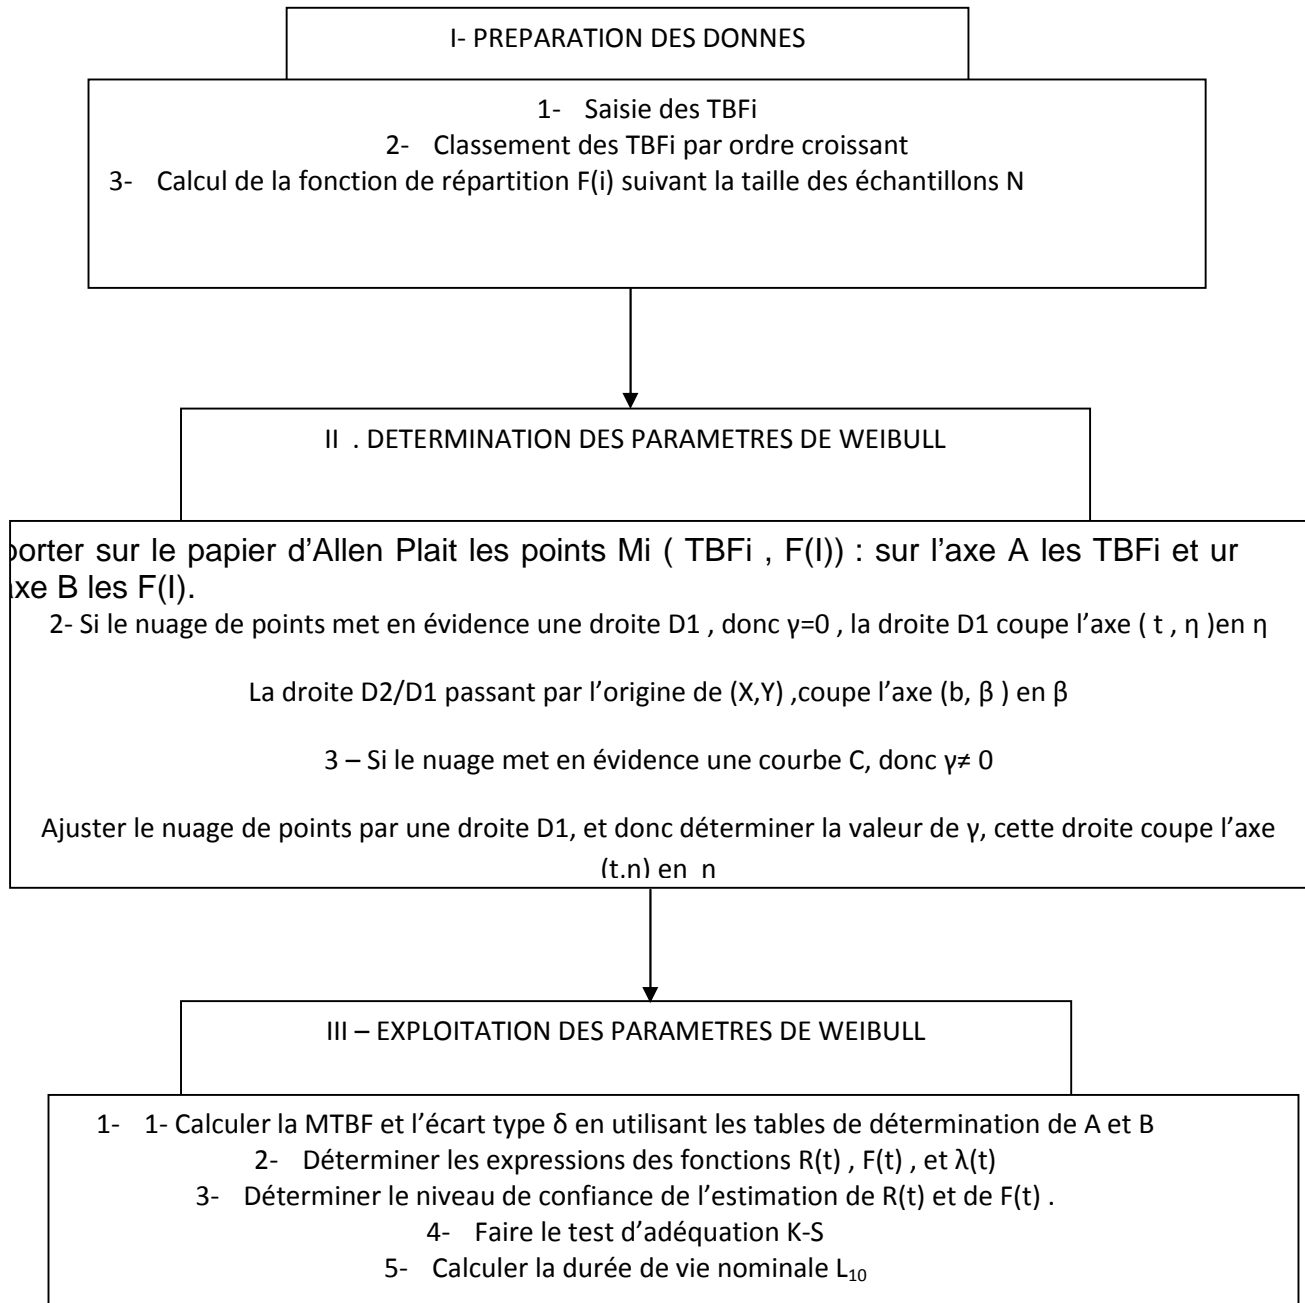 I- PREPARATION DES DONNES
1- Saisie des TBFi
2- Classement des TBFi par ordre croissant
3- Calcul de la fonction de répartition F(i) suivant la taille des échantillons N
II . DETERMINATION DES PARAMETRES DE WEIBULL
porter sur le papier d’Allen Plait les points Mi ( TBFi , F(I)) : sur l’axe A les TBFi et ur
axe B les F(I).
2- Si le nuage de points met en évidence une droite D1 , donc γ=0 , la droite D1 coupe l’axe ( t , η )en η
La droite D2/D1 passant par l’origine de (X,Y) ,coupe l’axe (b, β ) en β
3 – Si le nuage met en évidence une courbe C, donc γ≠ 0
Ajuster le nuage de points par une droite D1, et donc déterminer la valeur de γ, cette droite coupe l’axe
(t,η) en η
III – EXPLOITATION DES PARAMETRES DE WEIBULL
1- 1- Calculer la MTBF et l’écart type δ en utilisant les tables de détermination de A et B
2- Déterminer les expressions des fonctions R(t) , F(t) , et λ(t)
3- Déterminer le niveau de confiance de l’estimation de R(t) et de F(t) .
4- Faire le test d’adéquation K-S
5- Calculer la durée de vie nominale L₁₀